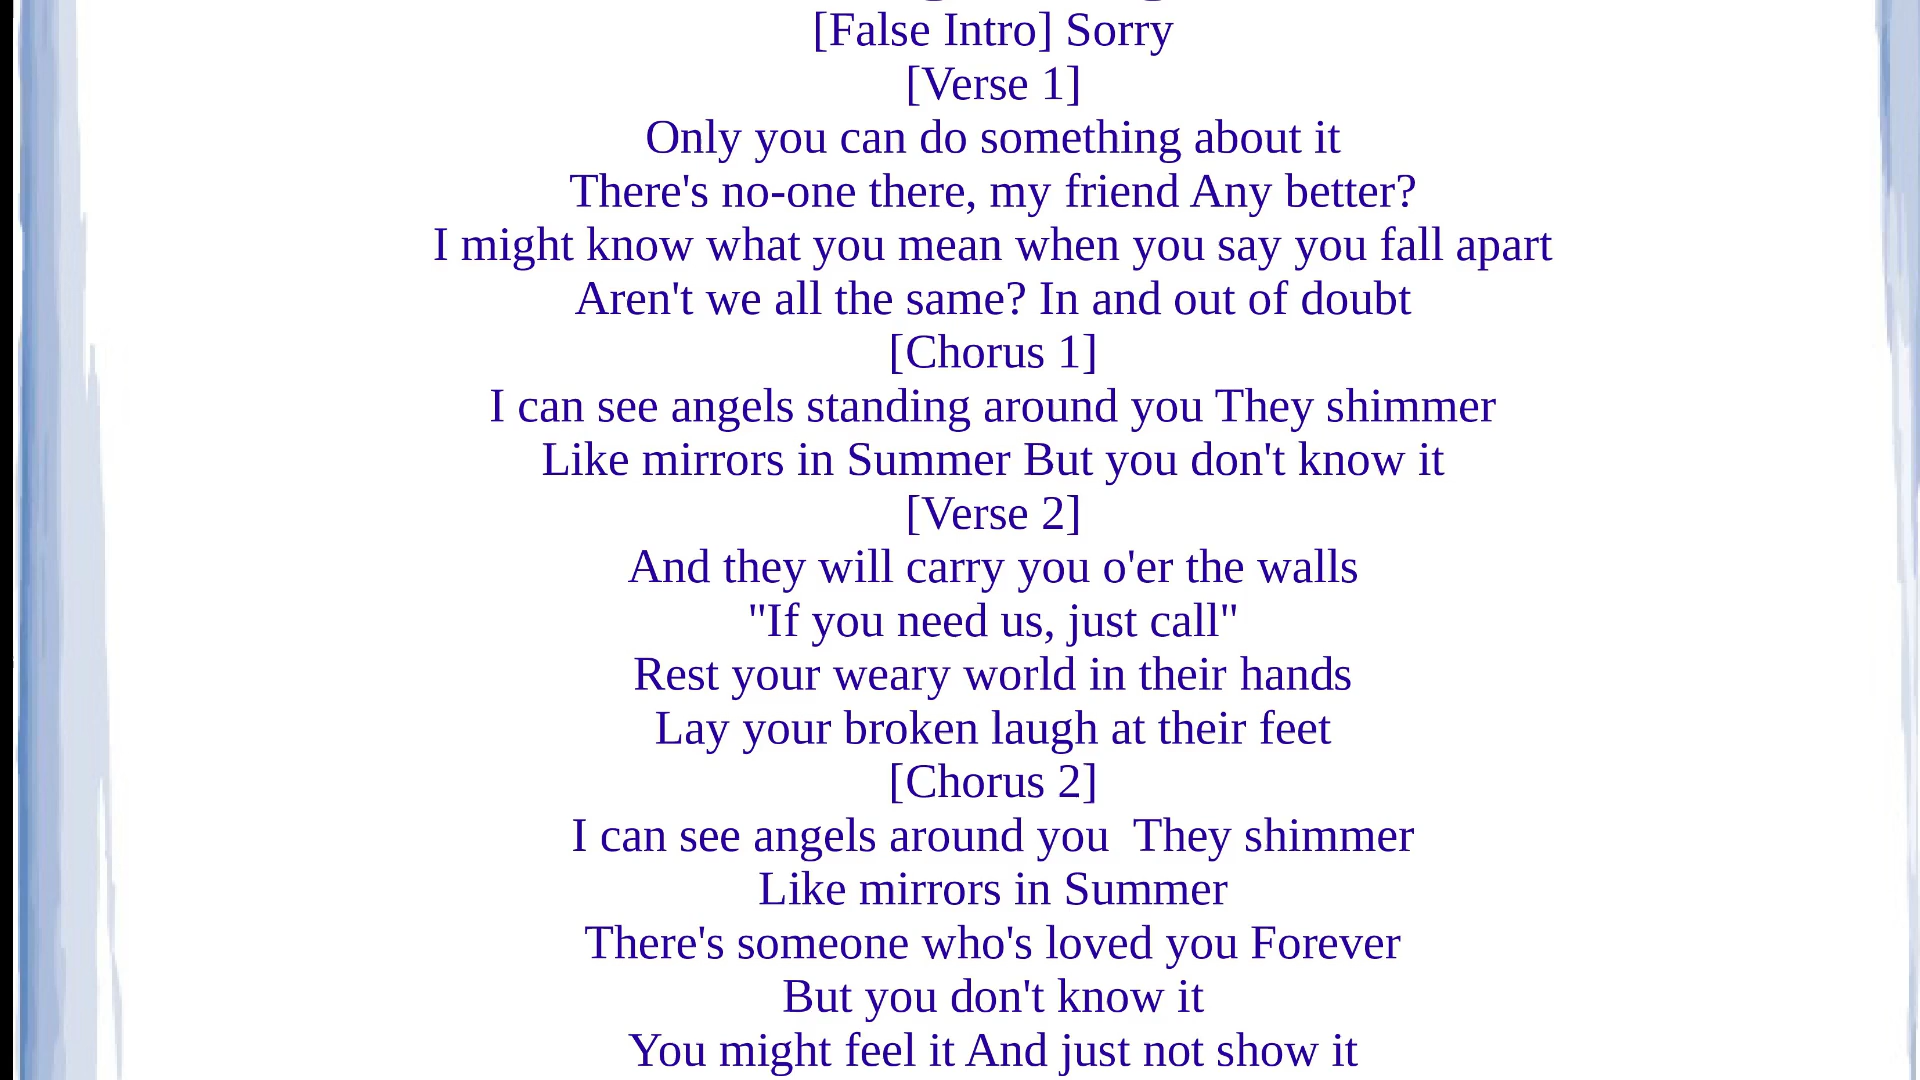 [False Intro] Sorry
[Verse 1]
Only you can do something about it
There's no-one there, my friend Any better?
I might know what you mean when you say you fall apart
Aren't we all the same? In and out of doubt
[Chorus 1]
I can see angels standing around you They shimmer
Like mirrors in Summer But you don't know it
[Verse 2]
And they will carry you o'er the walls
"If you need us, just call"
Rest your weary world in their hands
Lay your broken laugh at their feet
[Chorus 2]
I can see angels around you  They shimmer
Like mirrors in Summer
There's someone who's loved you Forever
But you don't know it
You might feel it And just not show it